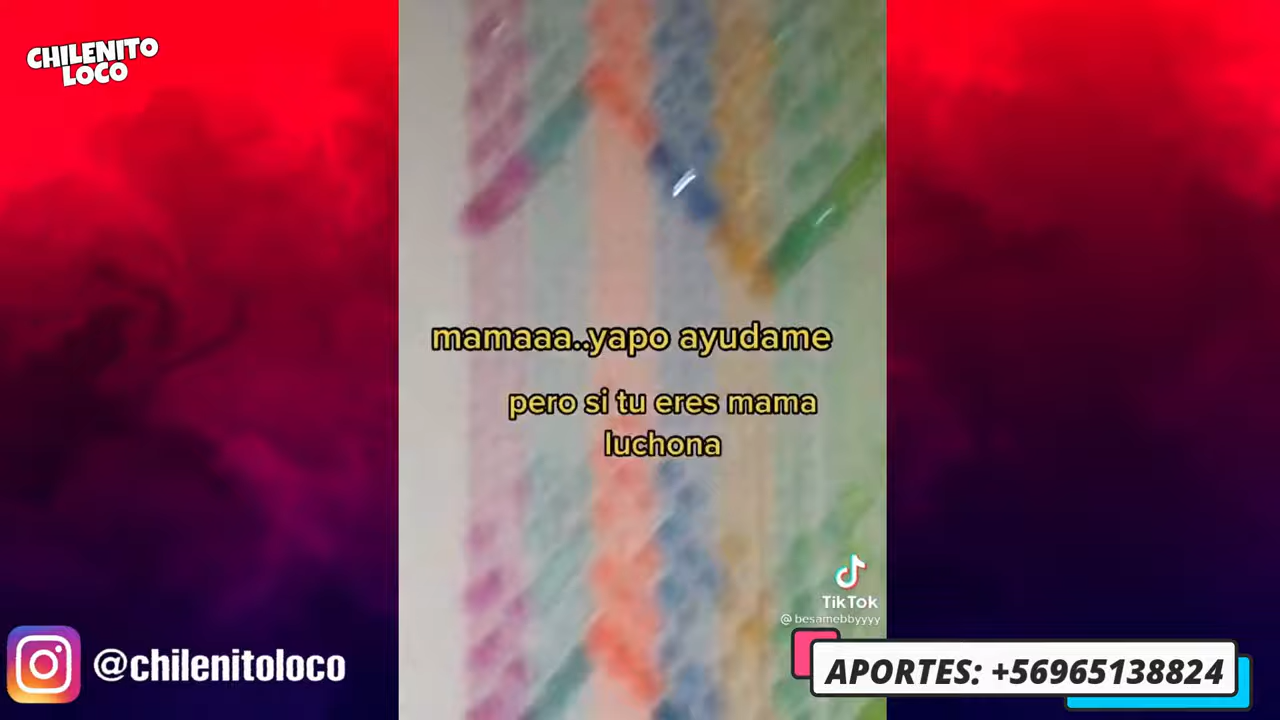 CHILENITO
LOCO
mamaaa..yapo ayudame
pero si tu eres mama
luchona
TikTok
@besamebbyyyy
@chilenitoloco
APORTES: +56965138824